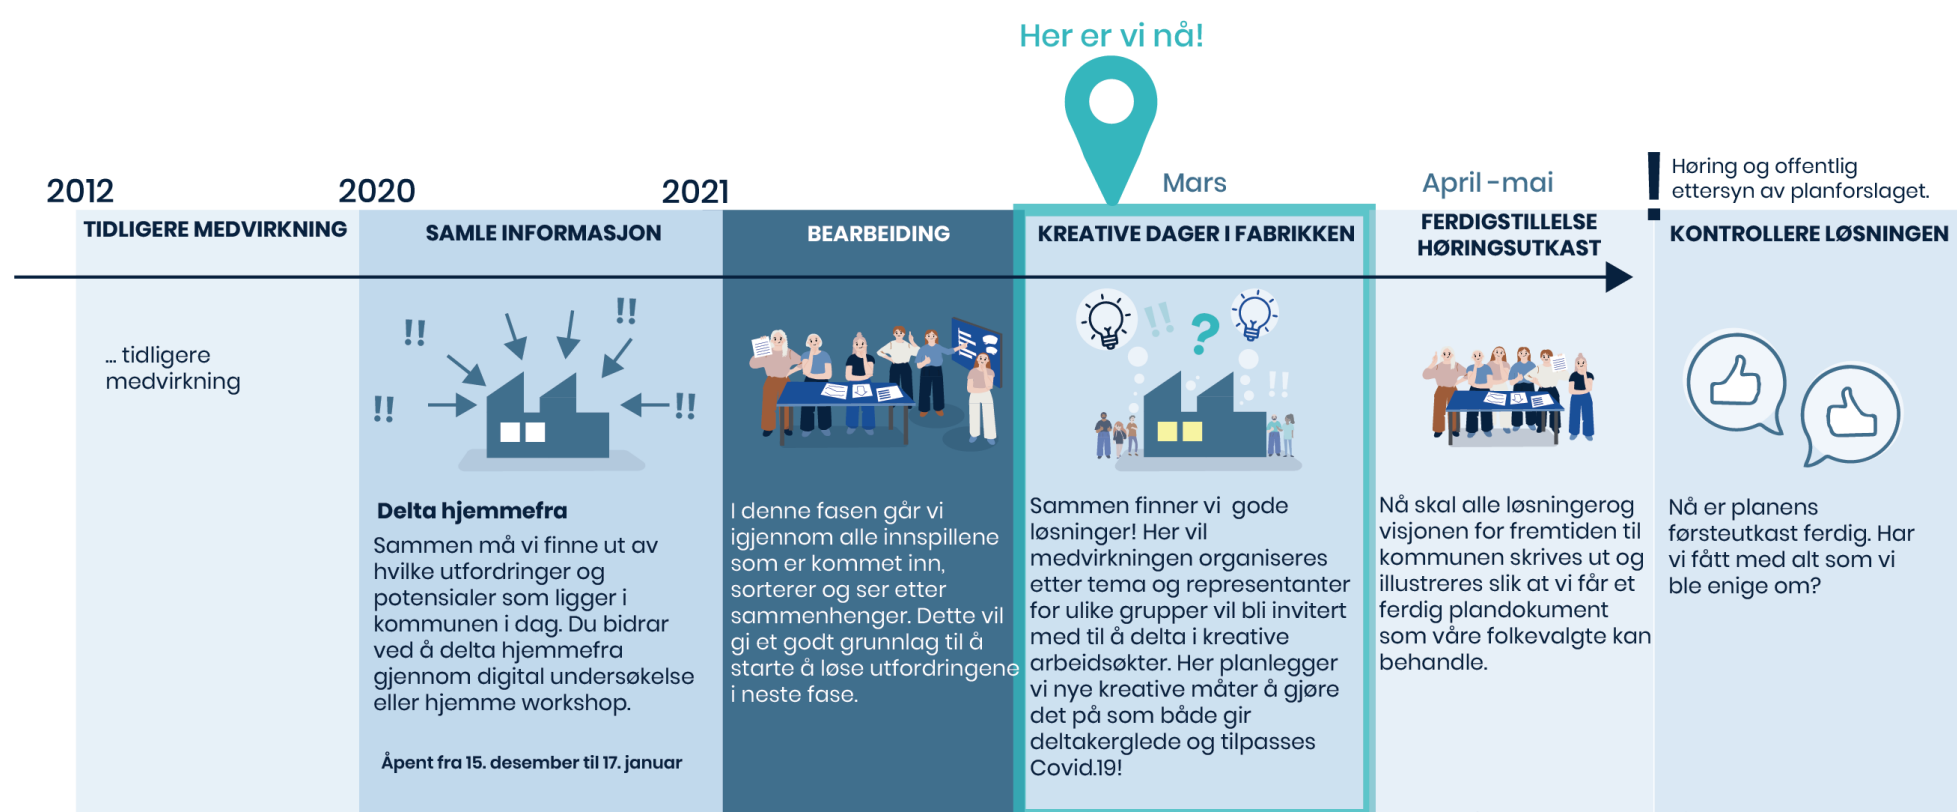 Her er vi nå!
2012
2020
2021
Mars
April -mai
! Høring og offentlig
ettersyn av planforslaget.
TIDLIGERE MEDVIRKNING
SAMLE INFORMASJON
BEARBEIDING
KREATIVE DAGER I FABRIKKEN
FERDIGSTILLELSE
HØRINGSUTKAST
KONTROLLERE LØSNINGEN
... tidligere
medvirkning
!!
!!
!!
!!
Delta hjemmefra
Sammen må vi finne ut av
hvilke utfordringer og
potensialer som ligger i
kommunen i dag. Du bidrar
ved å delta hjemmefra
gjennom digital undersøkelse
eller hjemme workshop.
Åpent fra 15. desember til 17. januar
I denne fasen går vi
igjennom alle innspillene
som er kommet inn,
sorterer og ser etter
sammenhenger. Dette vil
gi et godt grunnlag til å
starte å løse utfordringene
i neste fase.
!!
?
!!
Sammen finner vi gode
løsninger! Her vil
medvirkningen organiseres
etter tema og representanter
for ulike grupper vil bli invitert
med til å delta i kreative
arbeidsøkter. Her planlegger
vi nye kreative måter å gjøre
det på som både gir
deltakerglede og tilpasses
Covid.19!
Nå skal alle løsningerog
visjonen for fremtiden til
kommunen skrives ut og
illustreres slik at vi får et
ferdig plandokument
som våre folkevalgte kan
behandle.
Nå er planens
førsteutkast ferdig. Har
vi fått med alt som vi
ble enige om?